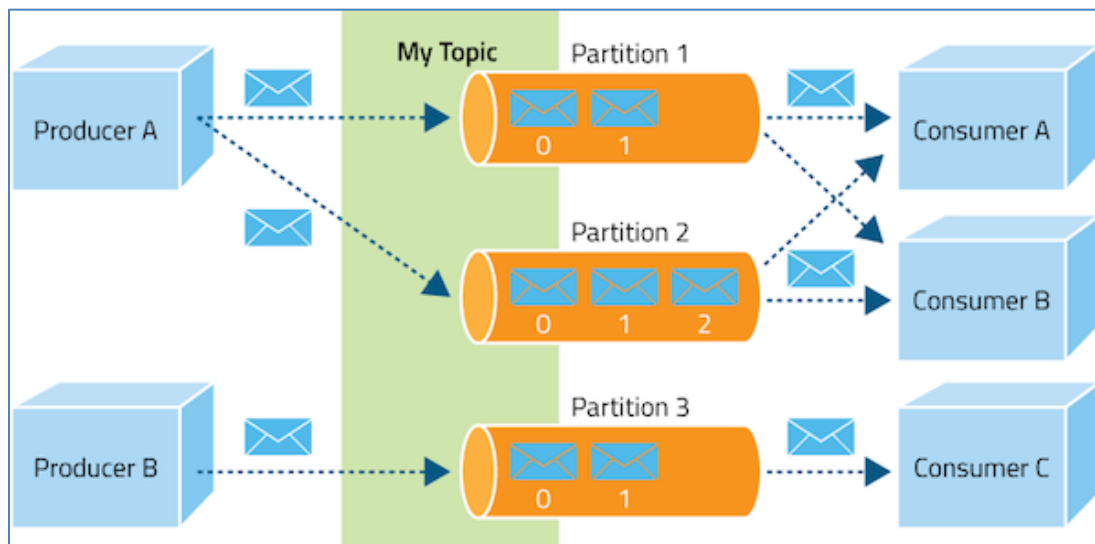 My Topic
Partition 1
Producer A
0 1
Consumer A
Partition 2
0 1 2
Consumer B
Partition 3
Producer B
0 1
Consumer C